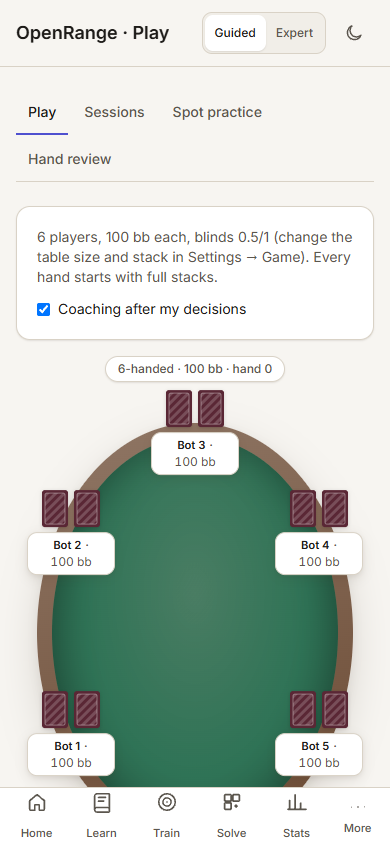 OpenRange · Play
Guided
Expert
Play
Sessions
Spot practice
Hand review
6 players, 100 bb each, blinds 0.5/1 (change the
table size and stack in Settings → Game). Every
hand starts with full stacks.
Coaching after my decisions
6-handed · 100 bb · hand 0
Bot 3 ·
100 bb
Bot 2 ·
100 bb
Bot 4 ·
100 bb
Bot 1 ·
100 bb
Bot 5 ·
100 bb
Home
Learn
Train
Solve
Stats
More